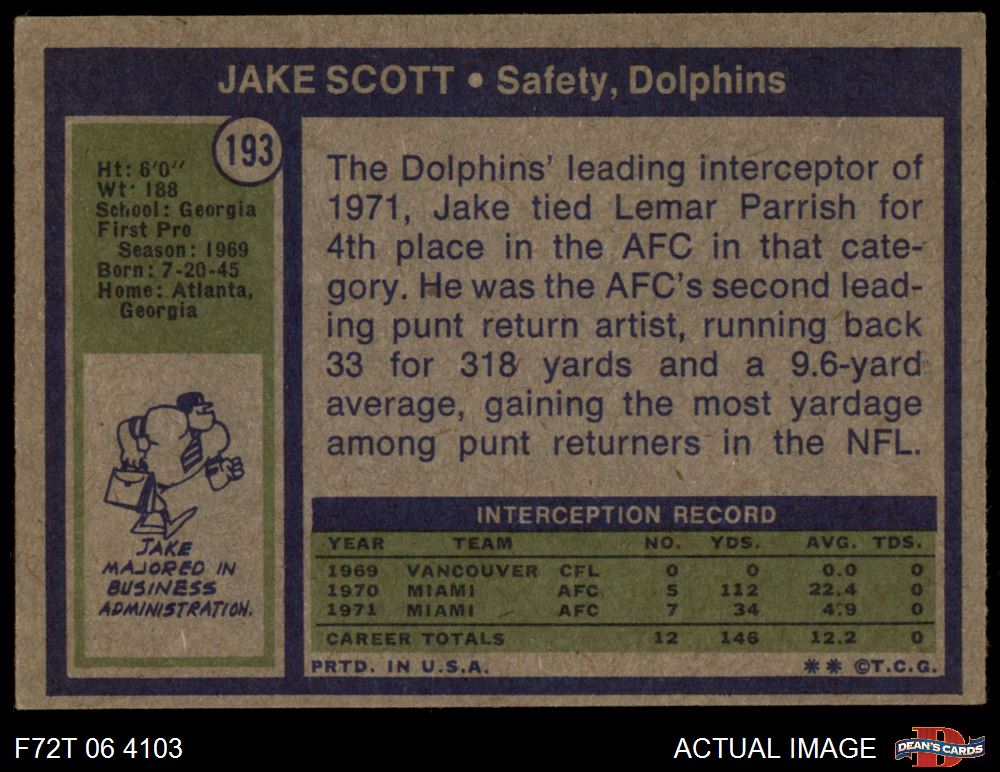 JAKE SCOTT • Safety, Dolphins
193
Ht: 6'0''
Wt: 188
School: Georgia
First Pro
Season: 1969
Born: 7-20-45
Home: Atlanta,
Georgia
JAKE
MAJORED IN
BUSINESS
ADMINISTRATION.
The Dolphins' leading interceptor of
1971, Jake tied Lemar Parrish for
4th place in the AFC in that cate-
gory. He was the AFC's second lead-
ing punt return artist, running back
33 for 318 yards and a 9.6-yard
average, gaining the most yardage
among punt returners in the NFL.
INTERCEPTION RECORD
YEAR TEAM NO. YDS. AVG. TDS.
1969 VANCOUVER CFL 0 0 0.0 0
1970 MIAMI AFC 5 112 22.4 0
1971 MIAMI AFC 7 34 4.9 0
CAREER TOTALS 12 146 12.2 0
PRTD. IN U.S.A. ** ©T.C.G.
F72T 06 4103 ACTUAL IMAGE D DEAN'S CARDS